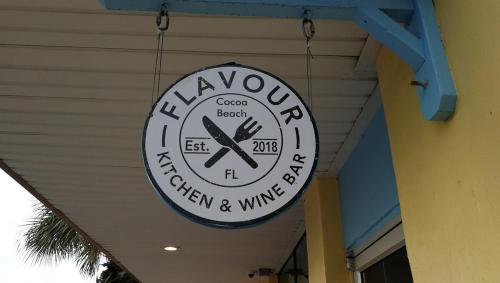 FLAVOUR
Cocoa
Beach
Est. 2018
FL
KITCHEN & WINE BAR